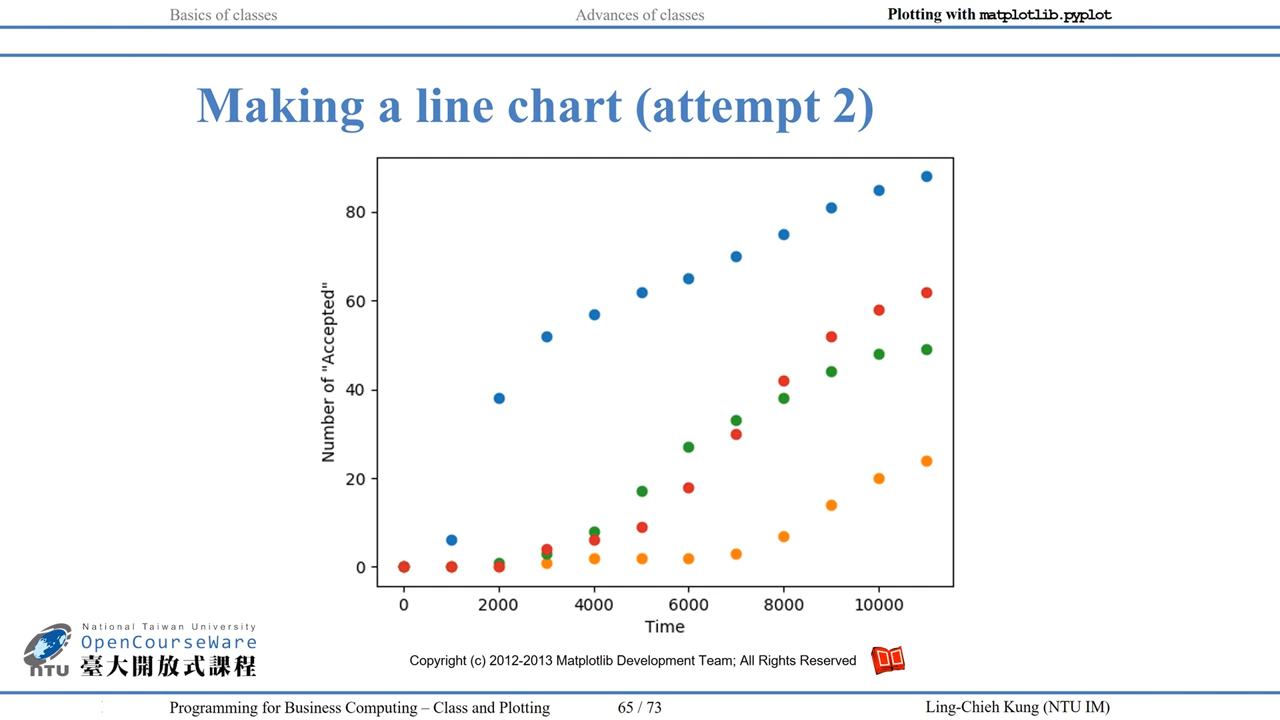 Basics of classes
Advances of classes
Plotting with matplotlib.pyplot
Making a line chart (attempt 2)
80
60
40
20
0
Number of "Accepted"
0 2000 4000 6000 8000 10000
Time
National Taiwan University
OpenCourseWare
NTU 臺大開放式課程
Copyright (c) 2012-2013 Matplotlib Development Team; All Rights Reserved
Programming for Business Computing – Class and Plotting
65 / 73
Ling-Chieh Kung (NTU IM)